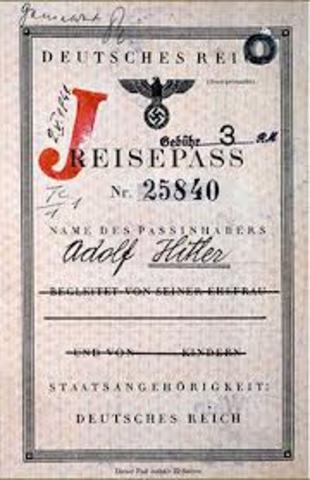 DEUTSCHES REI
Gebühr 3 RM
J
REISEPASS
Nr. 25840
NAME DES PASSINHABERS
Adolf Hitler
BEGLEITET VON SEINER EHEFRAU
UND VON KINDERN
STAATSANGEHÖRIGKEIT:
DEUTSCHES REICH